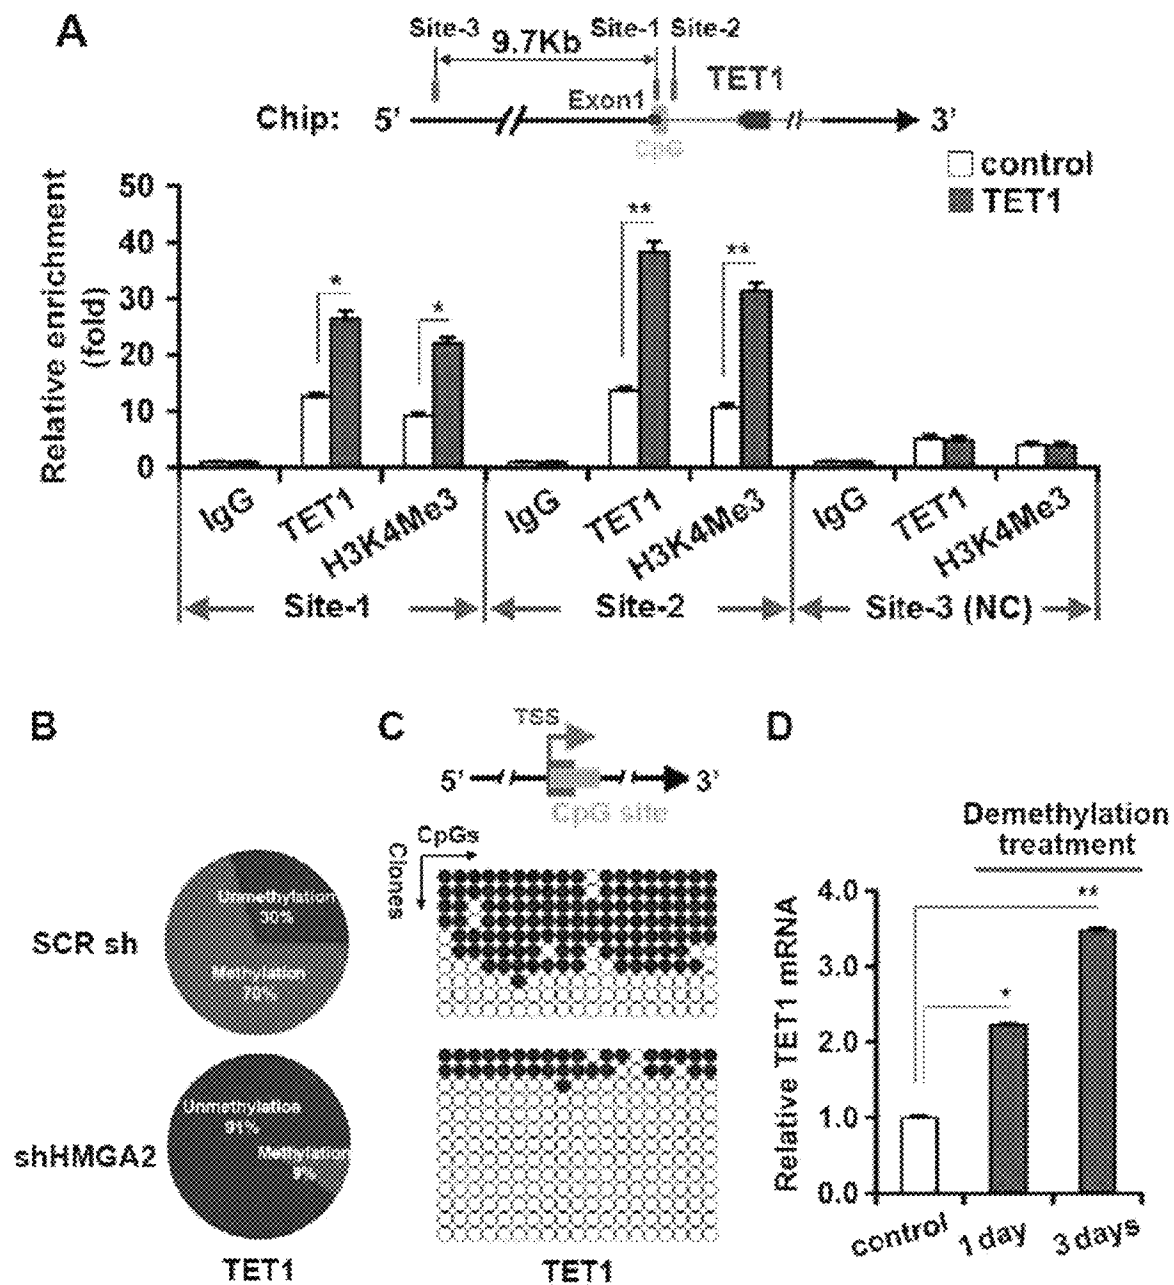 A
Site-3
Site-1
Site-2
9.7Kb
TET1
Exon1
Chip:
5'
3'
CpG
control
TET1
Relative enrichment
(fold)
50
40
30
20
10
0
*
*
**
**
IgG
TET1
H3K4Me3
IgG
TET1
H3K4Me3
IgG
TET1
H3K4Me3
Site-1
Site-2
Site-3 (NC)
B
SCR sh
Unmethylation
30%
Methylation
70%
shHMGA2
Unmethylation
91%
Methylation
9%
TET1
C
TSS
5'
3'
CpG site
CpGs
Clones
TET1
D
Demethylation
treatment
Relative TET1 mRNA
4.0
3.0
2.0
1.0
0.0
**
*
control
1 day
3 days